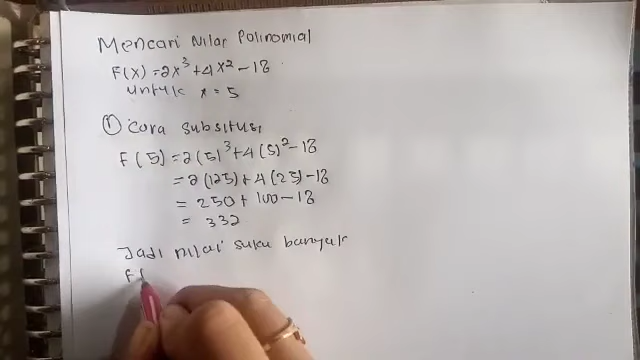 Mencari Nilai Polinomial
F(x) = 2x³ + 4x² - 18
untuk x = 5
① Cara Subsitusi
F(5) = 2(5)³ + 4(5)² - 18
= 2(125) + 4(25) - 18
= 250 + 100 - 18
= 332
Jadi nilai suku banyak
F(